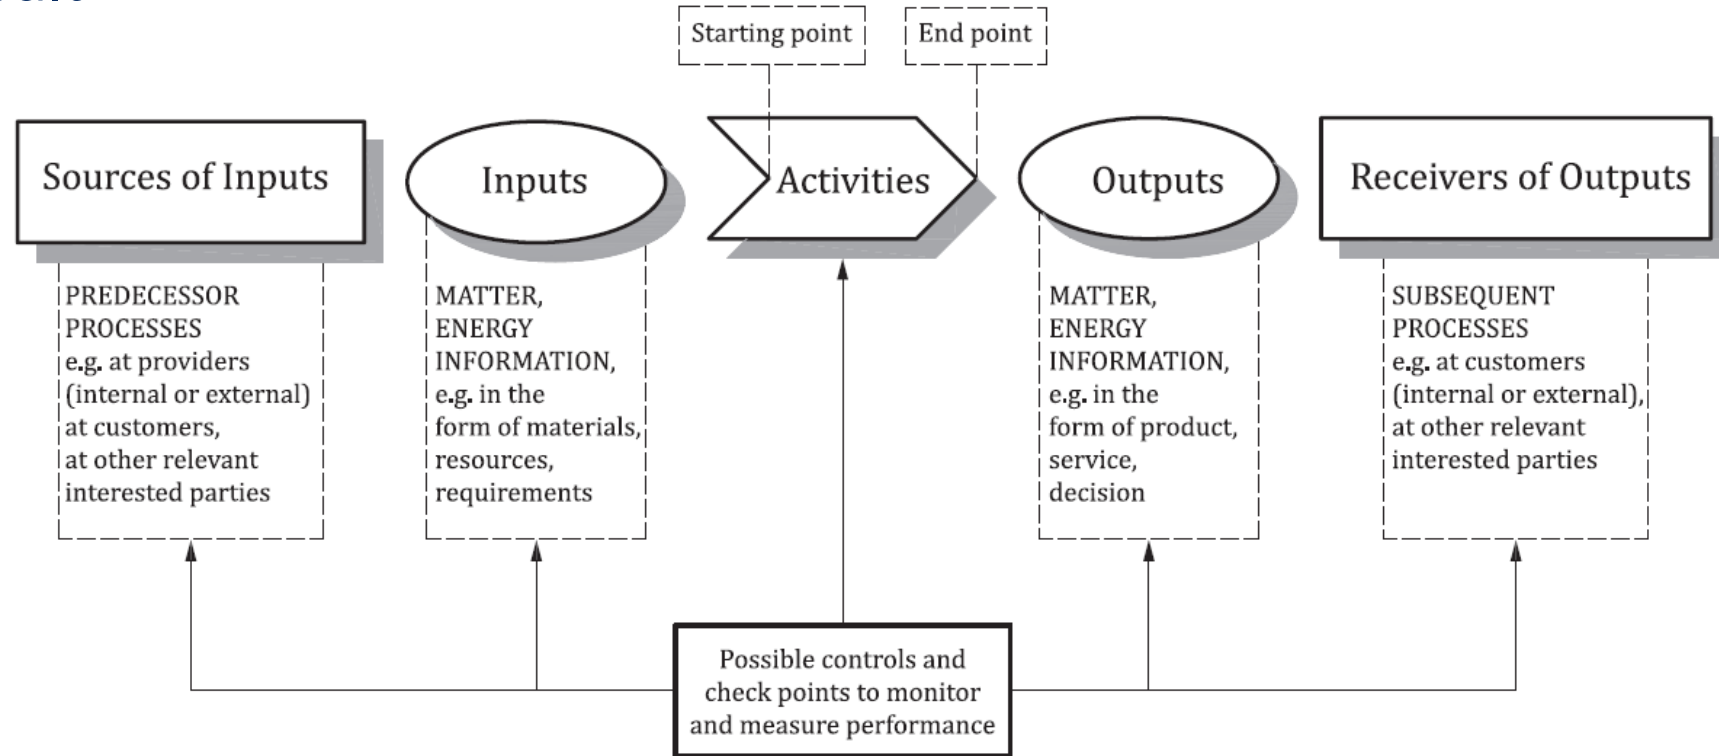 Starting point
End point
Sources of Inputs
Inputs
Activities
Outputs
Receivers of Outputs
PREDECESSOR
PROCESSES
e.g. at providers
(internal or external)
at customers,
at other relevant
interested parties
MATTER,
ENERGY
INFORMATION,
e.g. in the
form of materials,
resources,
requirements
MATTER,
ENERGY
INFORMATION,
e.g. in the
form of product,
service,
decision
SUBSEQUENT
PROCESSES
e.g. at customers
(internal or external),
at other relevant
interested parties
Possible controls and
check points to monitor
and measure performance